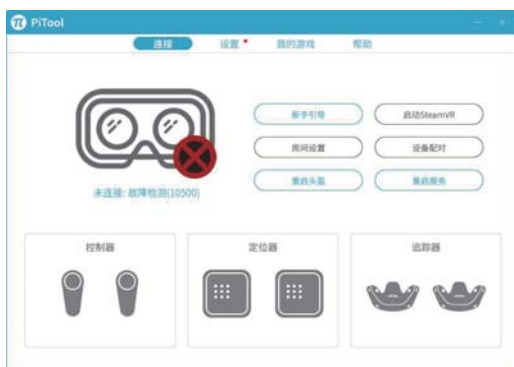 PiTool
连接 设置 我的游戏 帮助
新手引导 启动SteamVR
房间设置 设备配对
重启头盔 重启服务
未连接: 故障检测(10500)
控制器 定位器 追踪器